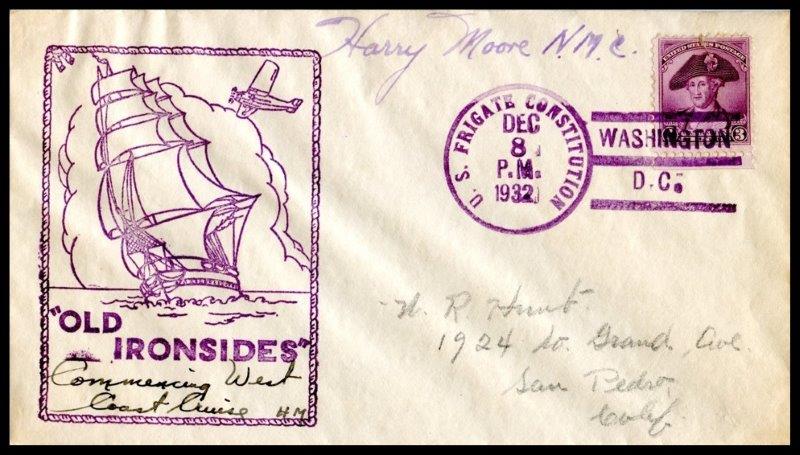 Harry Moore N.M.C.
UNITED STATES POSTAGE
3
U. S. FRIGATE CONSTITUTION
DEC
8
P.M.
1932
WASHINGTON
D.C.
"OLD
IRONSIDES"
Commencing West
Coast Cruise HM
W. R. Hunt.
1924 So. Grand Ave
San Pedro,
Calif.